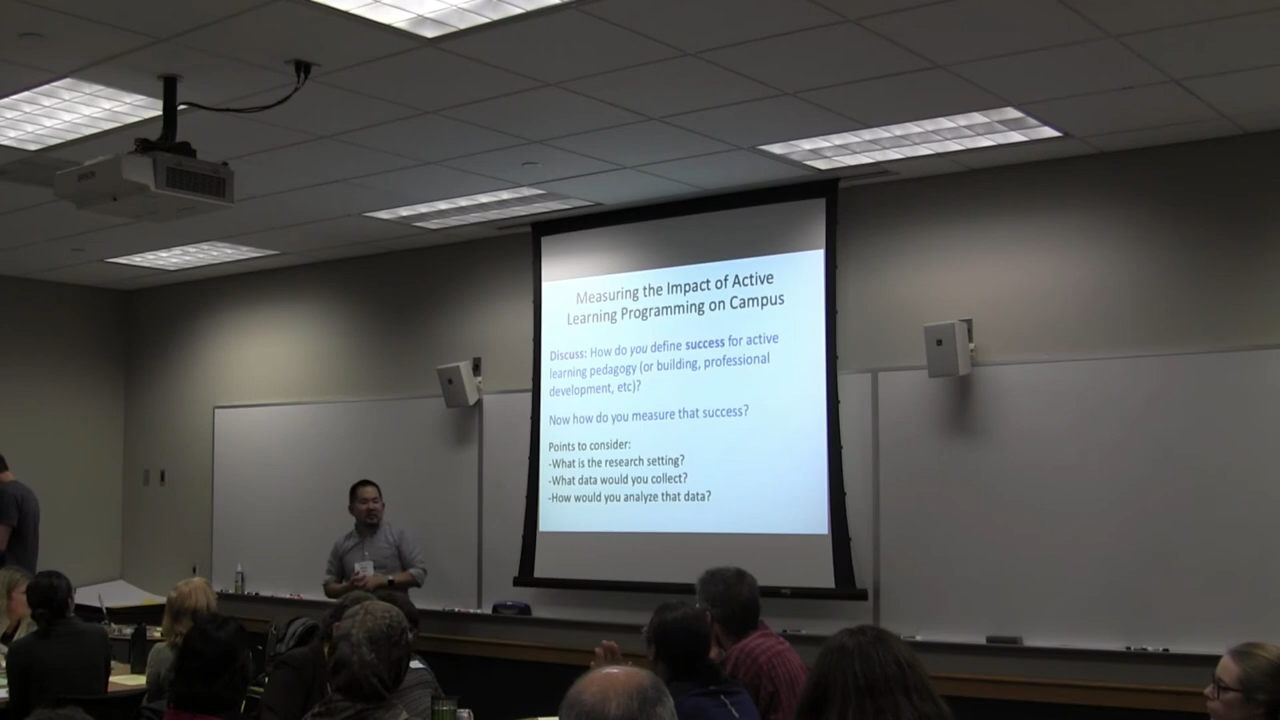 Measuring the Impact of Active
Learning Programming on Campus
Discuss: How do you define success for active
learning pedagogy (or building, professional
development, etc)?
Now how do you measure that success?
Points to consider:
-What is the research setting?
-What data would you collect?
-How would you analyze that data?